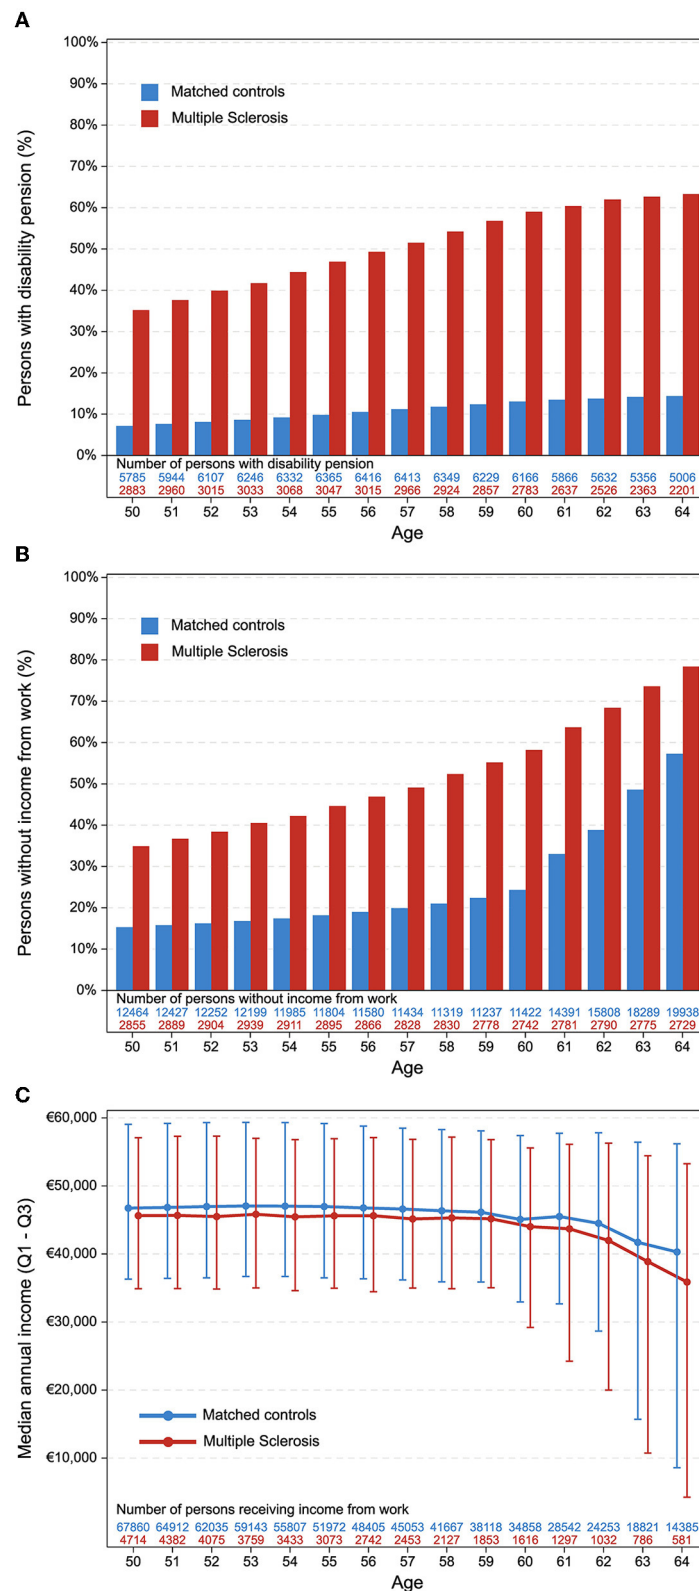 A
100%
90%
80%
70%
60%
50%
40%
30%
20%
10%
0%
Persons with disability pension (%)
Matched controls
Multiple Sclerosis
Number of persons with disability pension
5785 5944 6107 6246 6332 6365 6416 6413 6349 6229 6166 5866 5632 5356 5006
2883 2960 3015 3033 3068 3047 3015 2966 2924 2857 2783 2637 2526 2363 2201
50 51 52 53 54 55 56 57 58 59 60 61 62 63 64
Age
B
100%
90%
80%
70%
60%
50%
40%
30%
20%
10%
0%
Persons without income from work (%)
Matched controls
Multiple Sclerosis
Number of persons without income from work
12464 12427 12252 12199 11985 11804 11580 11434 11319 11237 11422 14391 15808 18289 19938
2855 2889 2904 2939 2911 2895 2866 2828 2830 2778 2742 2781 2790 2775 2729
50 51 52 53 54 55 56 57 58 59 60 61 62 63 64
Age
C
€60,000
€50,000
€40,000
€30,000
€20,000
€10,000
Median annual income (Q1 - Q3)
Matched controls
Multiple Sclerosis
Number of persons receiving income from work
67860 64912 62035 59143 55807 51972 48405 45053 41667 38118 34858 28542 24253 18821 14385
4714 4382 4075 3759 3433 3073 2742 2453 2127 1853 1616 1297 1032 786 581
50 51 52 53 54 55 56 57 58 59 60 61 62 63 64
Age